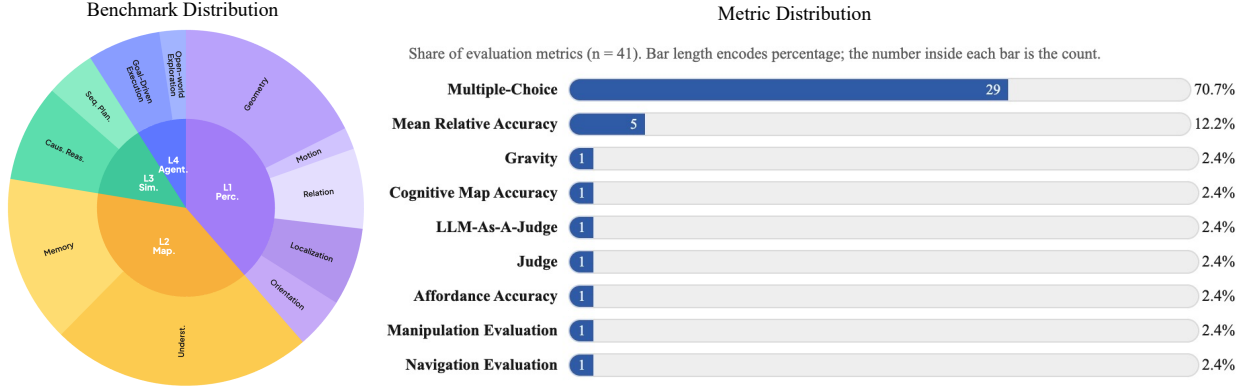 Benchmark Distribution
Open-world
Exploration
Goal-Driven
Execution
Seq. Plan.
Caus. Reas.
Geometry
Motion
Relation
Localization
Orientation
Underst.
Memory
L4
Agent.
L3
Sim.
L1
Perc.
L2
Map.
Metric Distribution
Share of evaluation metrics (n = 41). Bar length encodes percentage; the number inside each bar is the count.
Multiple-Choice 29 70.7%
Mean Relative Accuracy 5 12.2%
Gravity 1 2.4%
Cognitive Map Accuracy 1 2.4%
LLM-As-A-Judge 1 2.4%
Judge 1 2.4%
Affordance Accuracy 1 2.4%
Manipulation Evaluation 1 2.4%
Navigation Evaluation 1 2.4%